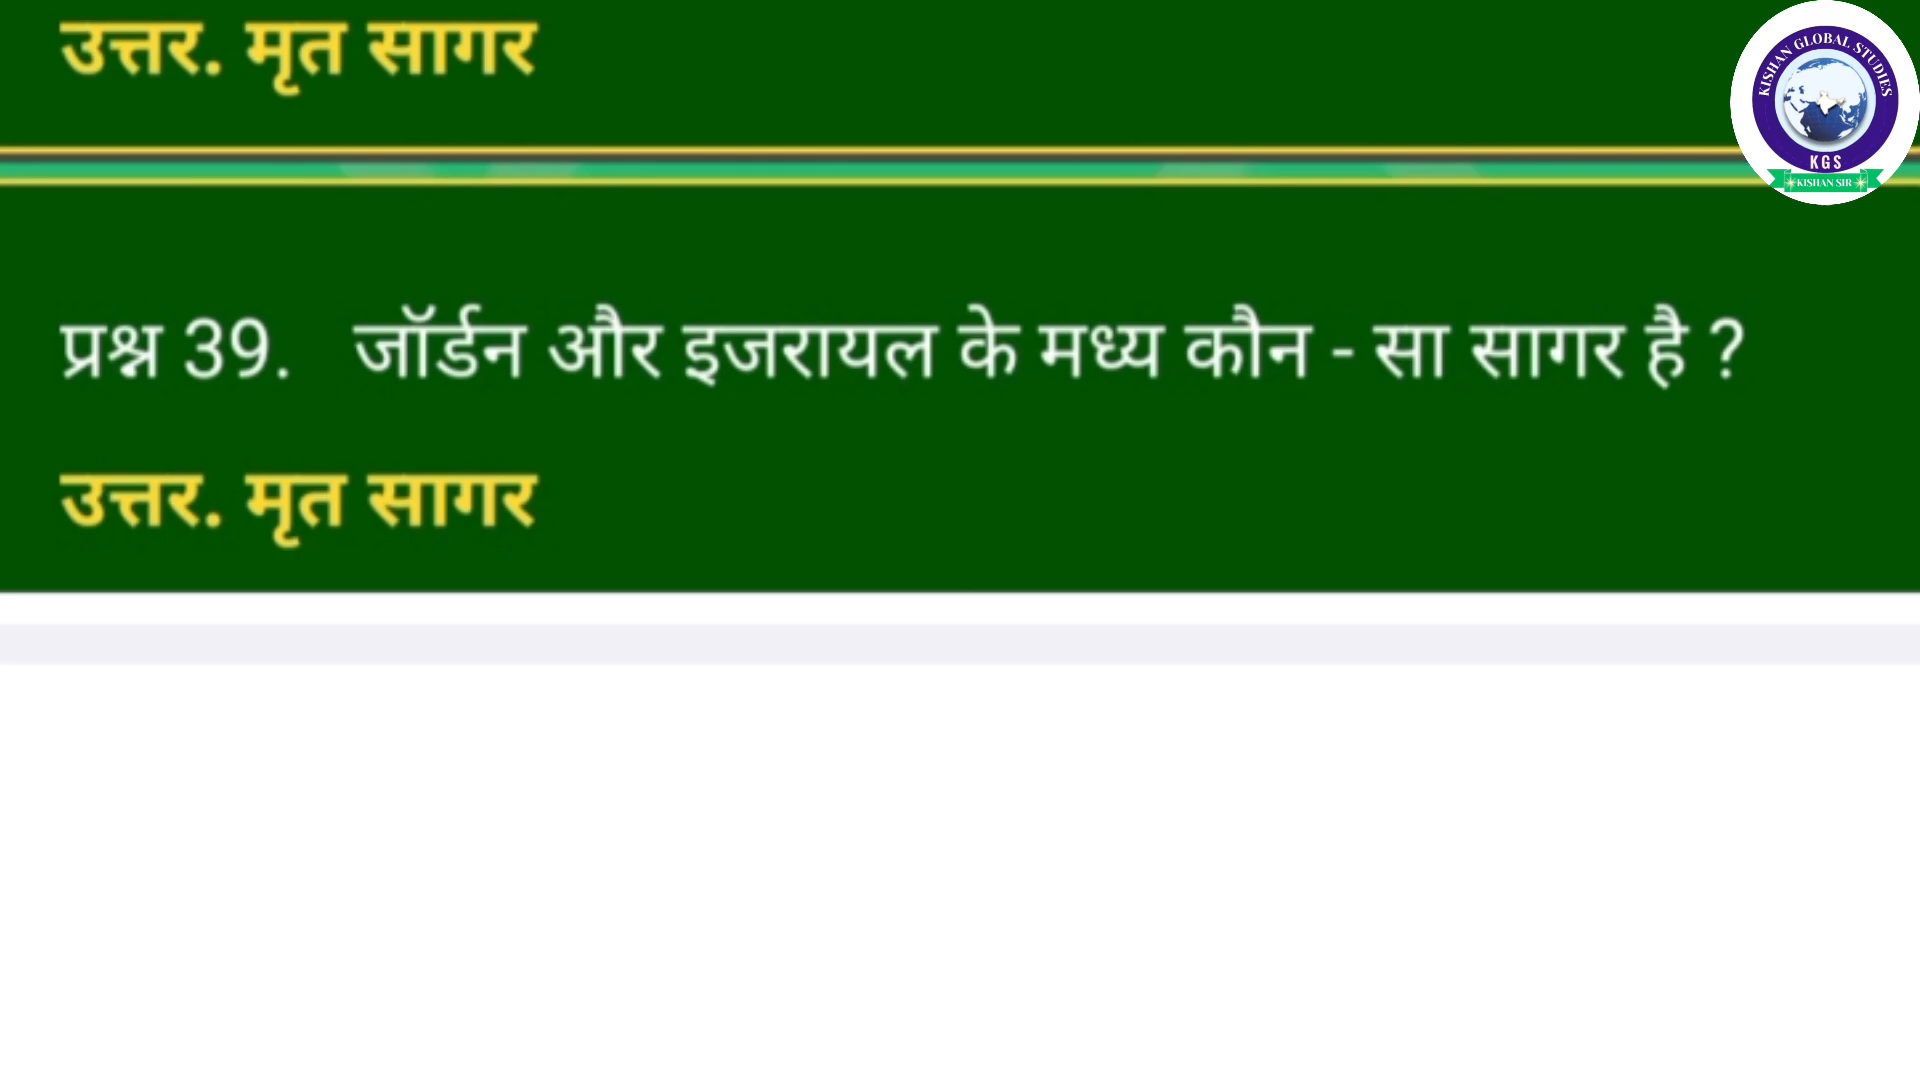 उत्तर. मृत सागर
KISHAN GLOBAL STUDIES
KGS
KISHAN SIR
प्रश्न 39. जॉर्डन और इजरायल के मध्य कौन - सा सागर है ?
उत्तर. मृत सागर